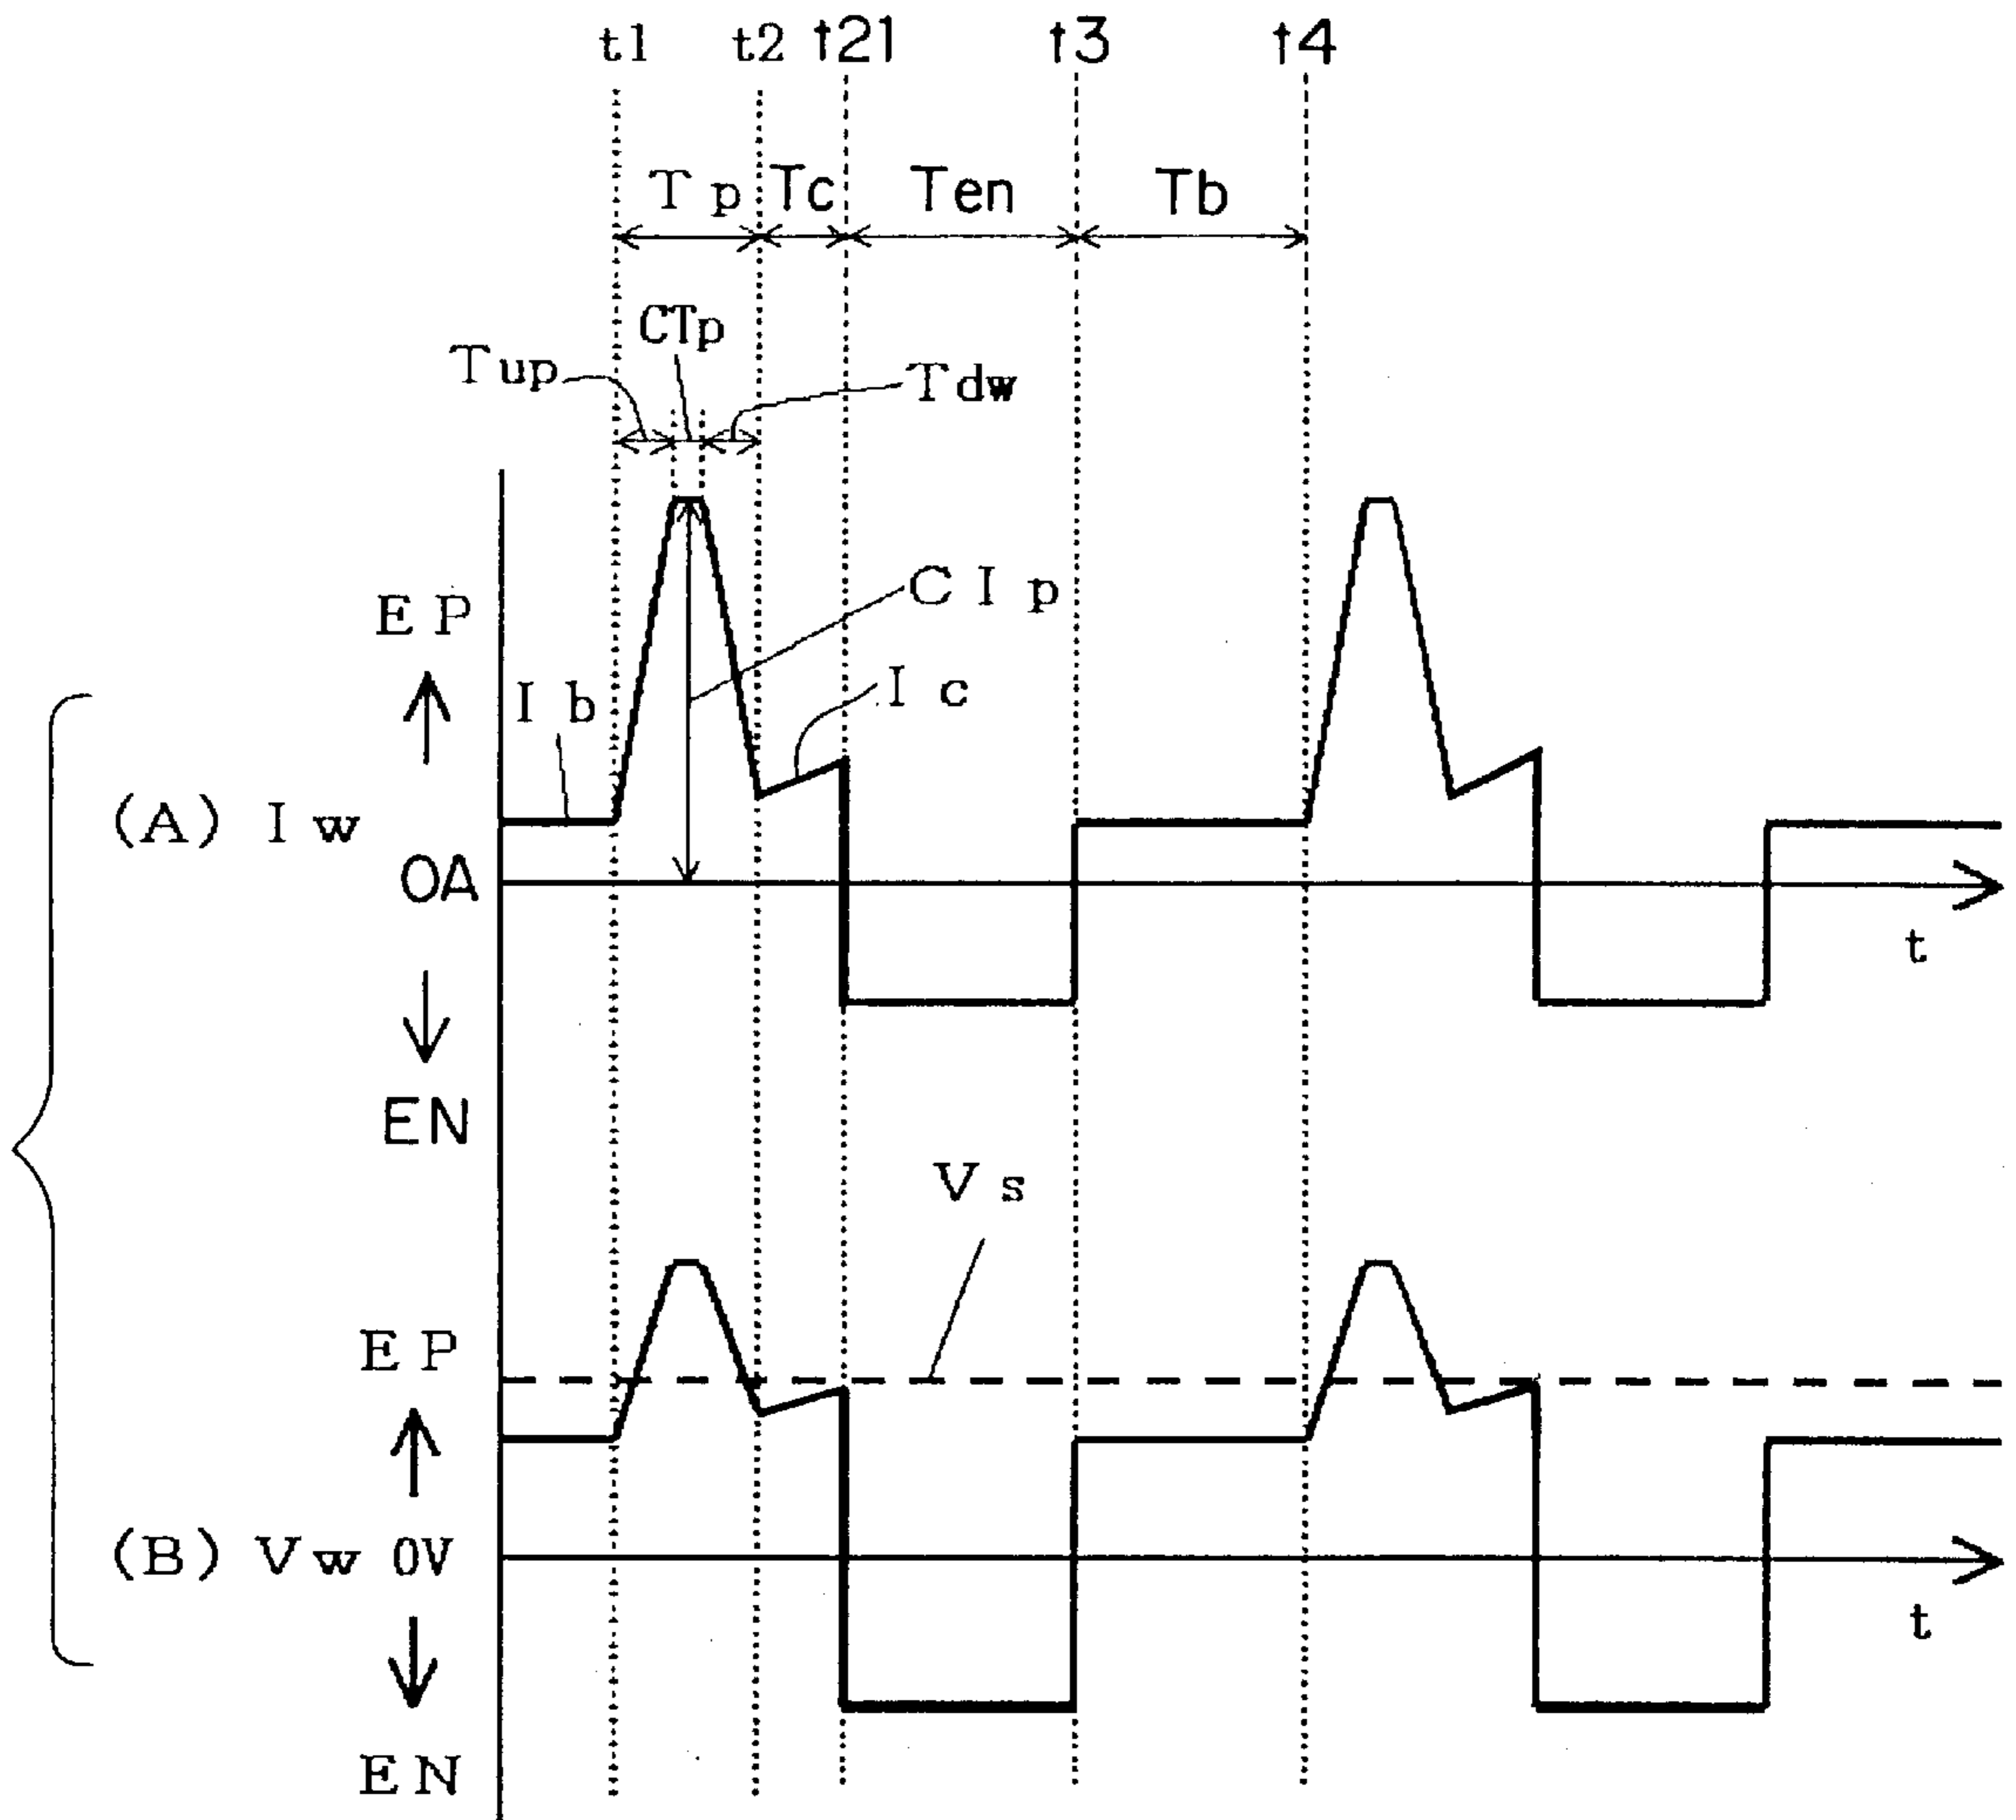 t1 t2 t21 t3 t4
Tp Tc Ten Tb
CTp
Tup Tdw
CIp
EP
Ib Ic
(A) Iw
0A
t
EN
Vs
EP
(B) Vw 0V
t
EN